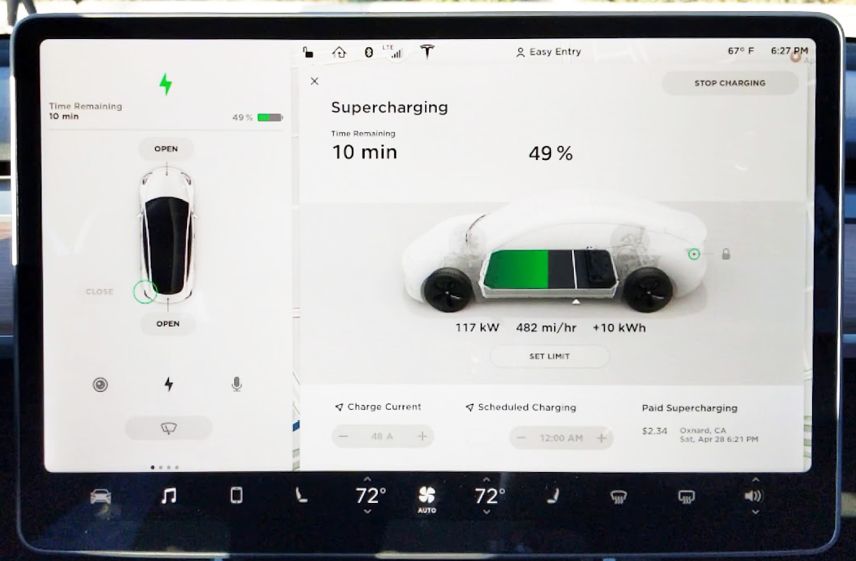 LTE
Easy Entry
67° F 6:27 PM
Time Remaining
10 min
49 %
OPEN
CLOSE
OPEN
STOP CHARGING
Supercharging
Time Remaining
10 min
49 %
117 kW 482 mi/hr +10 kWh
SET LIMIT
Charge Current
− 48 A +
Scheduled Charging
− 12:00 AM +
Paid Supercharging
$2.34 Oxnard, CA
Sat, Apr 28 6:21 PM
72° AUTO 72°